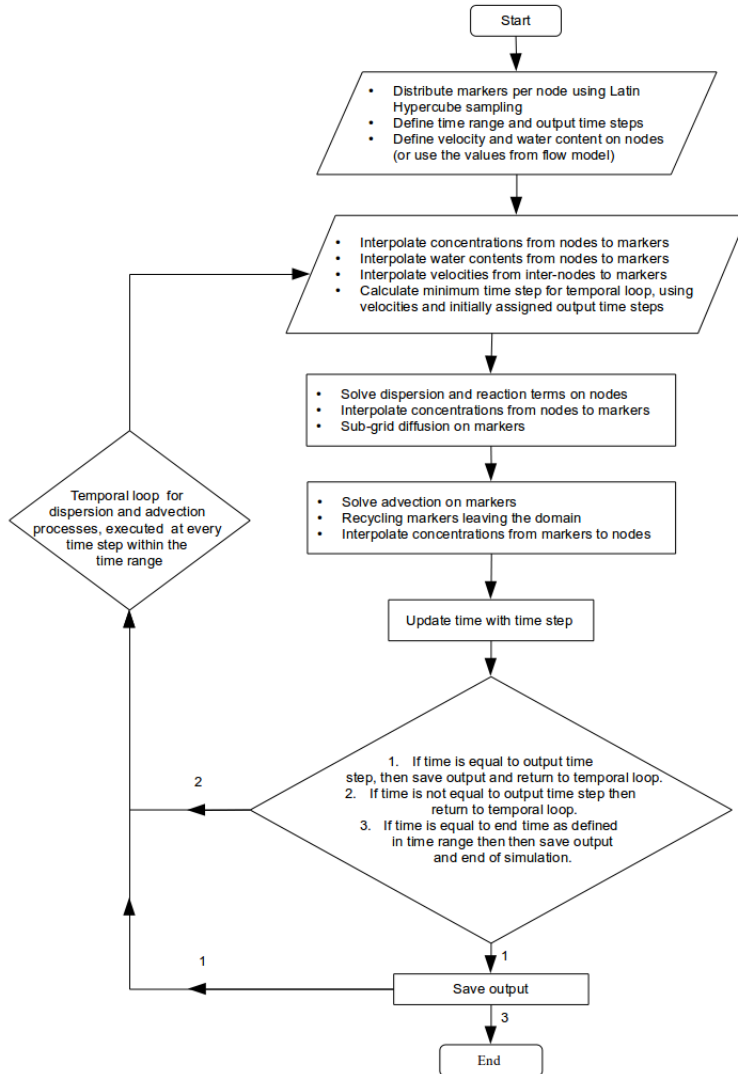 Start
• Distribute markers per node using Latin
Hypercube sampling
• Define time range and output time steps
• Define velocity and water content on nodes
(or use the values from flow model)
• Interpolate concentrations from nodes to markers
• Interpolate water contents from nodes to markers
• Interpolate velocities from inter-nodes to markers
• Calculate minimum time step for temporal loop, using
velocities and initially assigned output time steps
• Solve dispersion and reaction terms on nodes
• Interpolate concentrations from nodes to markers
• Sub-grid diffusion on markers
Temporal loop for
dispersion and advection
processes, executed at every
time step within the
time range
• Solve advection on markers
• Recycling markers leaving the domain
• Interpolate concentrations from markers to nodes
Update time with time step
1. If time is equal to output time
step, then save output and return to temporal loop.
2. If time is not equal to output time step then
return to temporal loop.
3. If time is equal to end time as defined
in time range then then save output
and end of simulation.
2
1
1
Save output
3
End